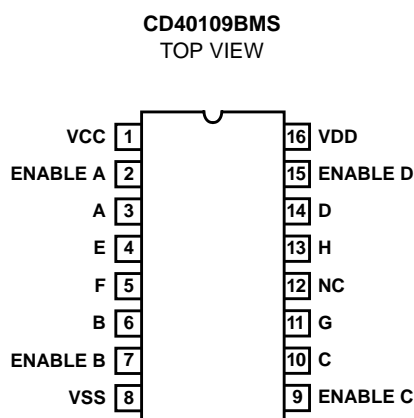 CD40109BMS
TOP VIEW
VCC 1 16 VDD
ENABLE A 2 15 ENABLE D
A 3 14 D
E 4 13 H
F 5 12 NC
B 6 11 G
ENABLE B 7 10 C
VSS 8 9 ENABLE C